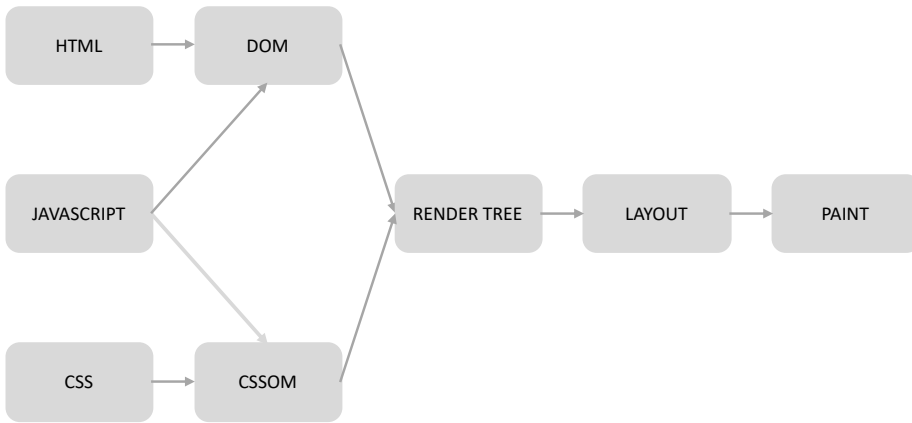 HTML
DOM
JAVASCRIPT
RENDER TREE
LAYOUT
PAINT
CSS
CSSOM